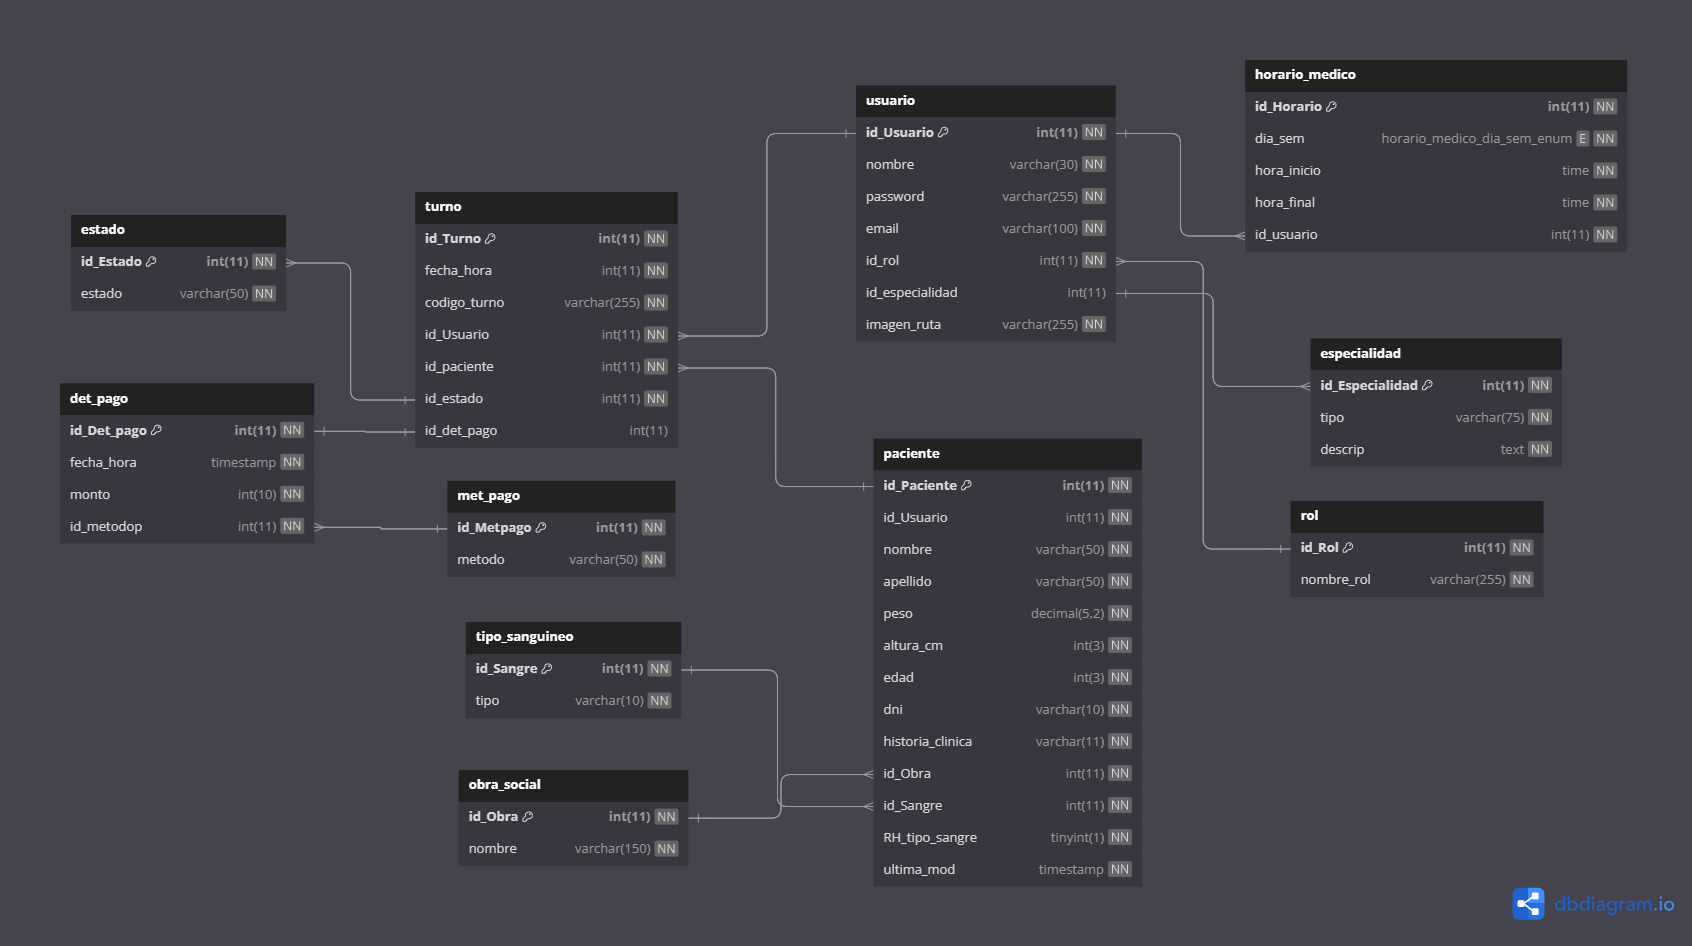 estado
id_Estado int(11) NN
estado varchar(50) NN
det_pago
id_Det_pago int(11) NN
fecha_hora timestamp NN
monto int(10) NN
id_metodop int(11) NN
turno
id_Turno int(11) NN
fecha_hora int(11) NN
codigo_turno varchar(255) NN
id_Usuario int(11) NN
id_paciente int(11) NN
id_estado int(11) NN
id_det_pago int(11)
met_pago
id_Metpago int(11) NN
metodo varchar(50) NN
tipo_sanguineo
id_Sangre int(11) NN
tipo varchar(10) NN
obra_social
id_Obra int(11) NN
nombre varchar(150) NN
usuario
id_Usuario int(11) NN
nombre varchar(30) NN
password varchar(255) NN
email varchar(100) NN
id_rol int(11) NN
id_especialidad int(11)
imagen_ruta varchar(255) NN
paciente
id_Paciente int(11) NN
id_Usuario int(11) NN
nombre varchar(50) NN
apellido varchar(50) NN
peso decimal(5,2) NN
altura_cm int(3) NN
edad int(3) NN
dni varchar(10) NN
historia_clinica varchar(11) NN
id_Obra int(11) NN
id_Sangre int(11) NN
RH_tipo_sangre tinyint(1) NN
ultima_mod timestamp NN
horario_medico
id_Horario int(11) NN
dia_sem horario_medico_dia_sem_enum E NN
hora_inicio time NN
hora_final time NN
id_usuario int(11) NN
especialidad
id_Especialidad int(11) NN
tipo varchar(75) NN
descrip text NN
rol
id_Rol int(11) NN
nombre_rol varchar(255) NN
dbdiagram.io